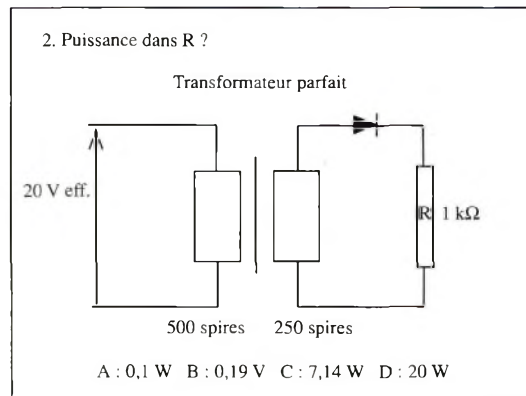 2. Puissance dans R ?
Transformateur parfait
20 V eff.
R 1 kΩ
500 spires 250 spires
A : 0,1 W B : 0,19 V C : 7,14 W D : 20 W